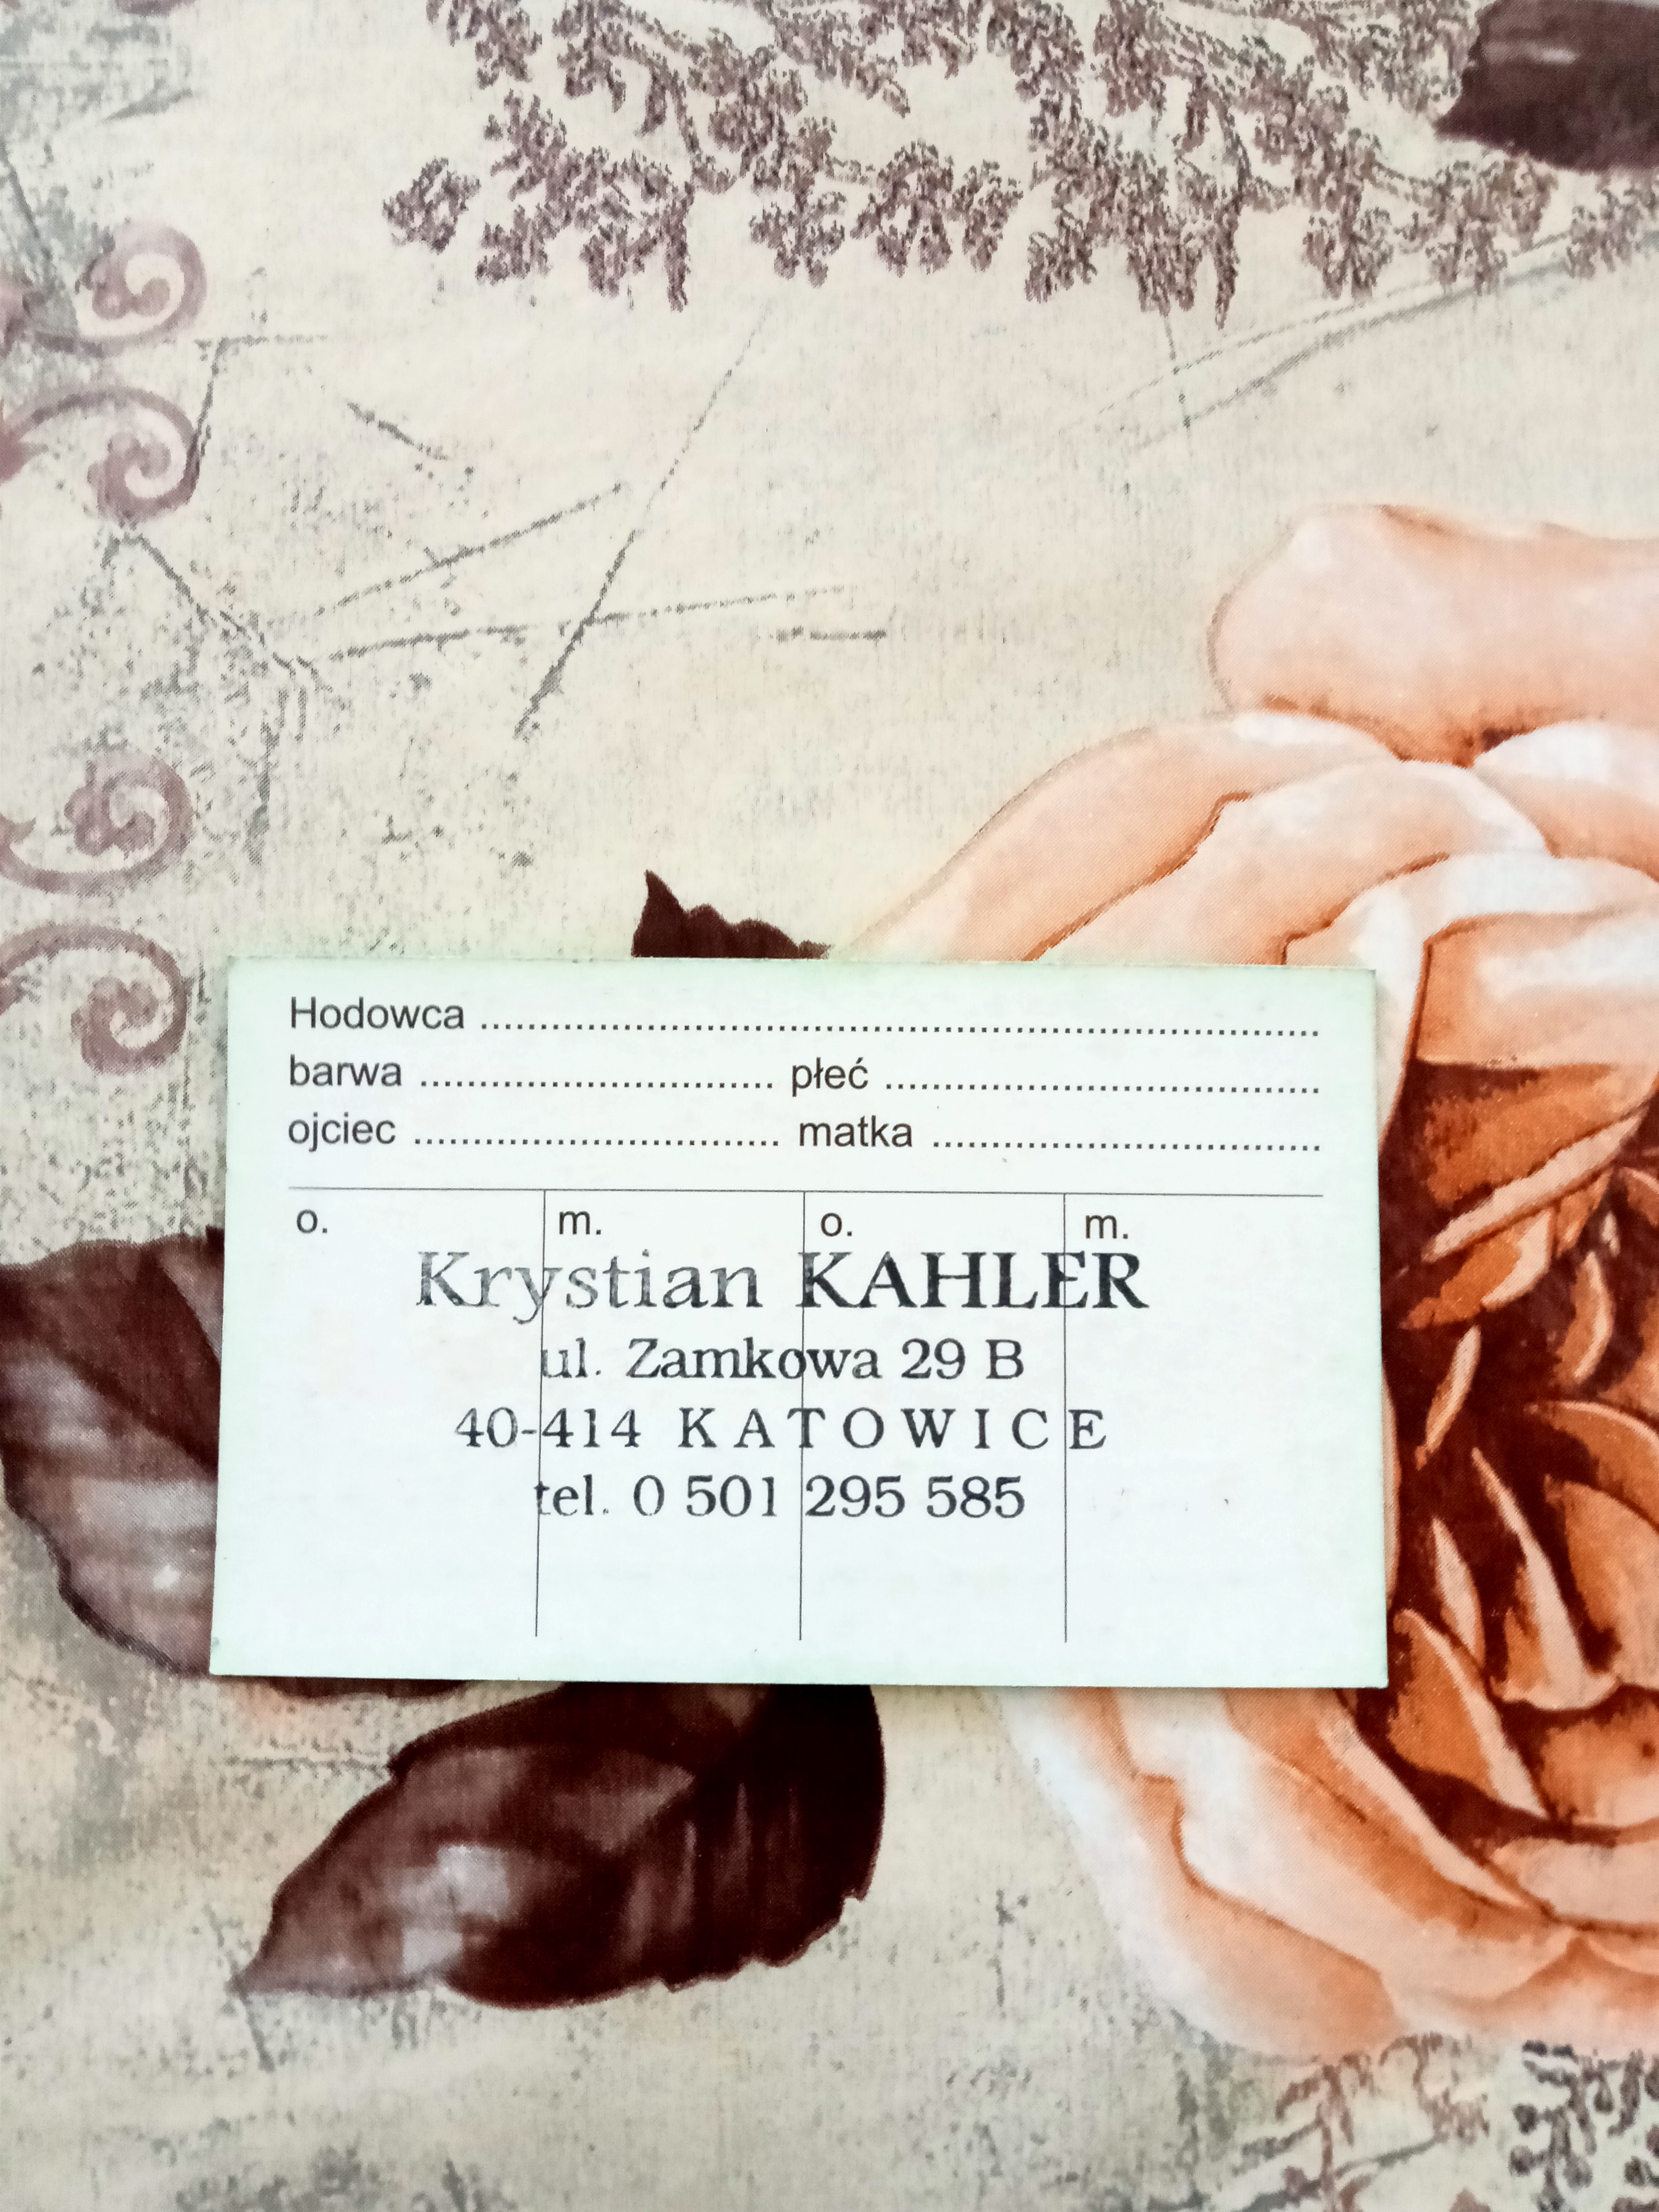 Hodowca ................................................................................
barwa .............................. płeć .....................................
ojciec ............................... matka .................................
o. m. o. m.
Krystian KAHLER
ul. Zamkowa 29 B
40-414 KATOWICE
tel. 0 501 295 585